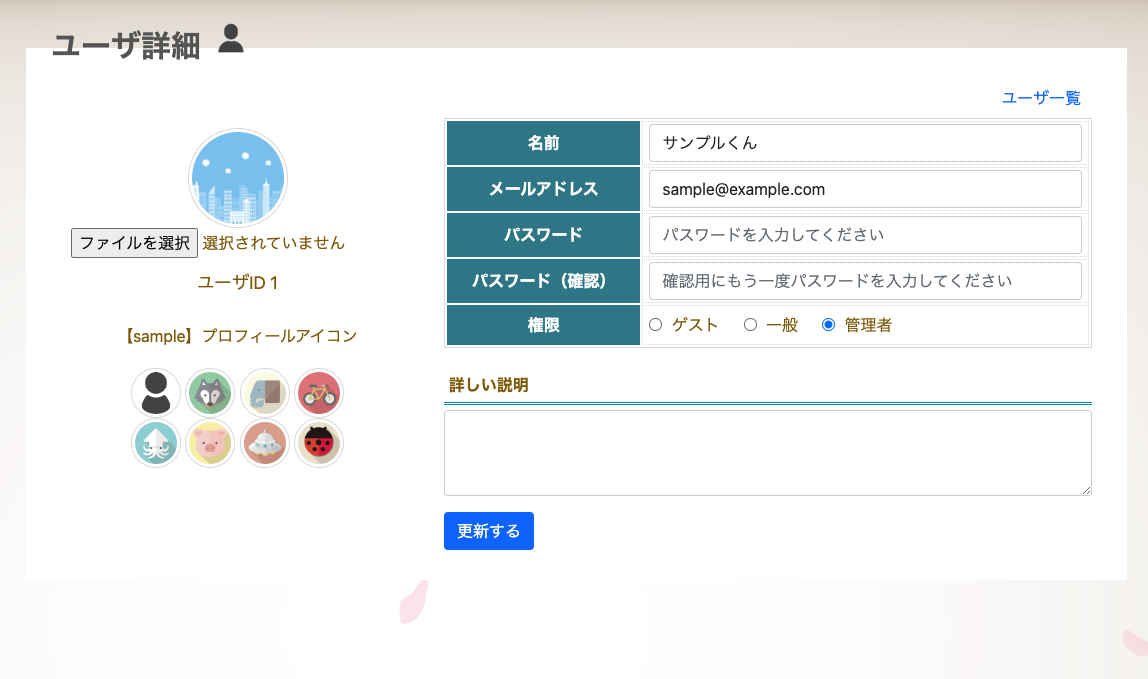 ユーザ詳細
ユーザ一覧
ファイルを選択 選択されていません
ユーザID 1
【sample】プロフィールアイコン
名前 サンプルくん
メールアドレス sample@example.com
パスワード パスワードを入力してください
パスワード（確認） 確認用にもう一度パスワードを入力してください
権限 ゲスト 一般 管理者
詳しい説明
更新する